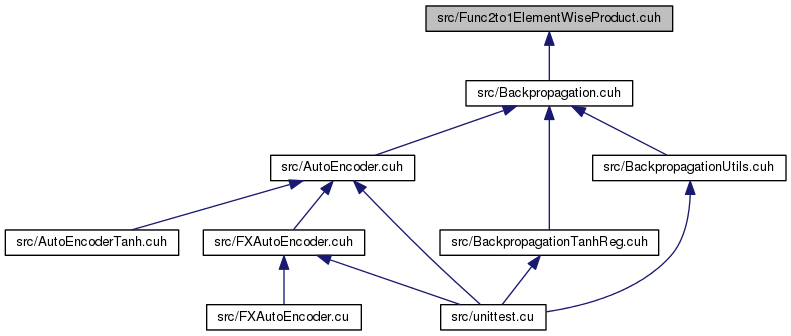 src/Func2to1ElementWiseProduct.cuh
src/Backpropagation.cuh
src/AutoEncoder.cuh
src/BackpropagationUtils.cuh
src/AutoEncoderTanh.cuh
src/FXAutoEncoder.cuh
src/BackpropagationTanhReg.cuh
src/FXAutoEncoder.cu
src/unittest.cu